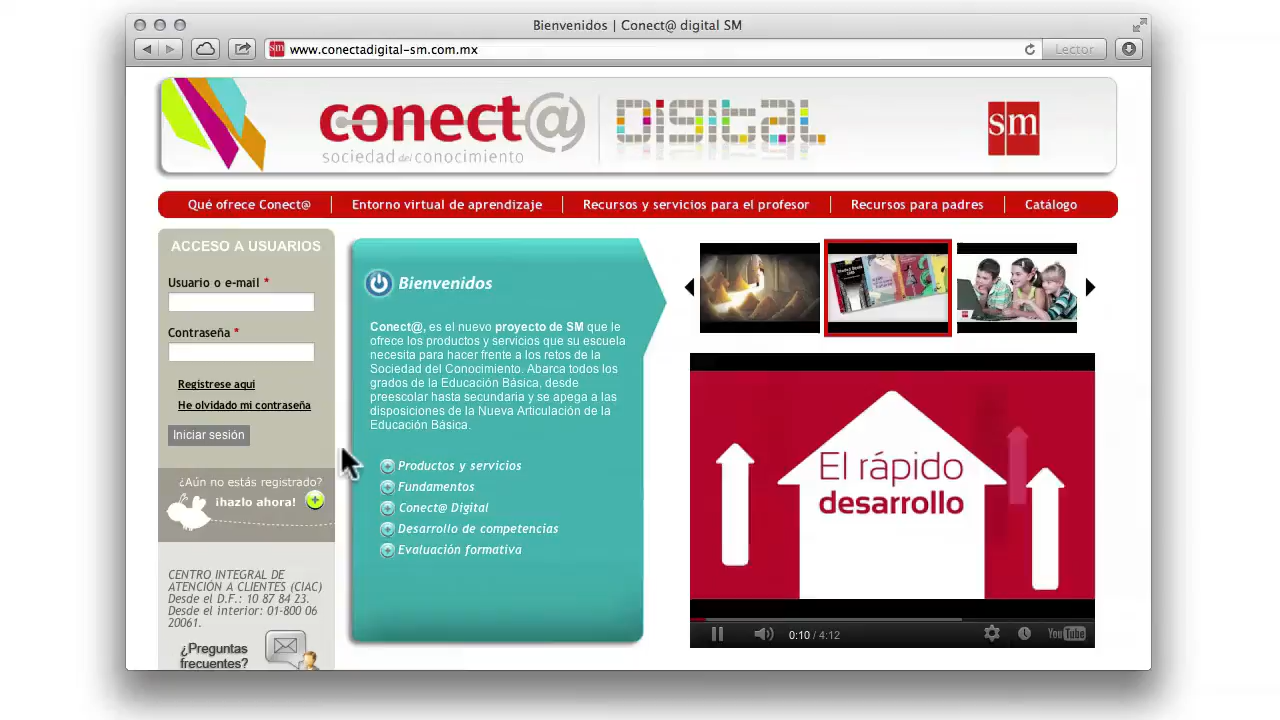 Bienvenidos | Conect@ digital SM
www.conectadigital-sm.com.mx
Lector
conect@
sociedad del conocimiento
Digital
sm
Qué ofrece Conect@
Entorno virtual de aprendizaje
Recursos y servicios para el profesor
Recursos para padres
Catálogo
ACCESO A USUARIOS
Usuario o e-mail *
Contraseña *
Regístrese aquí
He olvidado mi contraseña
Iniciar sesión
¿Aún no estás registrado?
¡hazlo ahora!
CENTRO INTEGRAL DE
ATENCIÓN A CLIENTES (CIAC)
Desde el D.F.: 10 87 84 23.
Desde el interior: 01-800 06
20061.
¿Preguntas
frecuentes?
Bienvenidos
Conect@, es el nuevo proyecto de SM que le
ofrece los productos y servicios que su escuela
necesita para hacer frente a los retos de la
Sociedad del Conocimiento. Abarca todos los
grados de la Educación Básica, desde
preescolar hasta secundaria y se apega a las
disposiciones de la Nueva Articulación de la
Educación Básica.
Productos y servicios
Fundamentos
Conect@ Digital
Desarrollo de competencias
Evaluación formativa
El rápido
desarrollo
0:10 / 4:12
YouTube